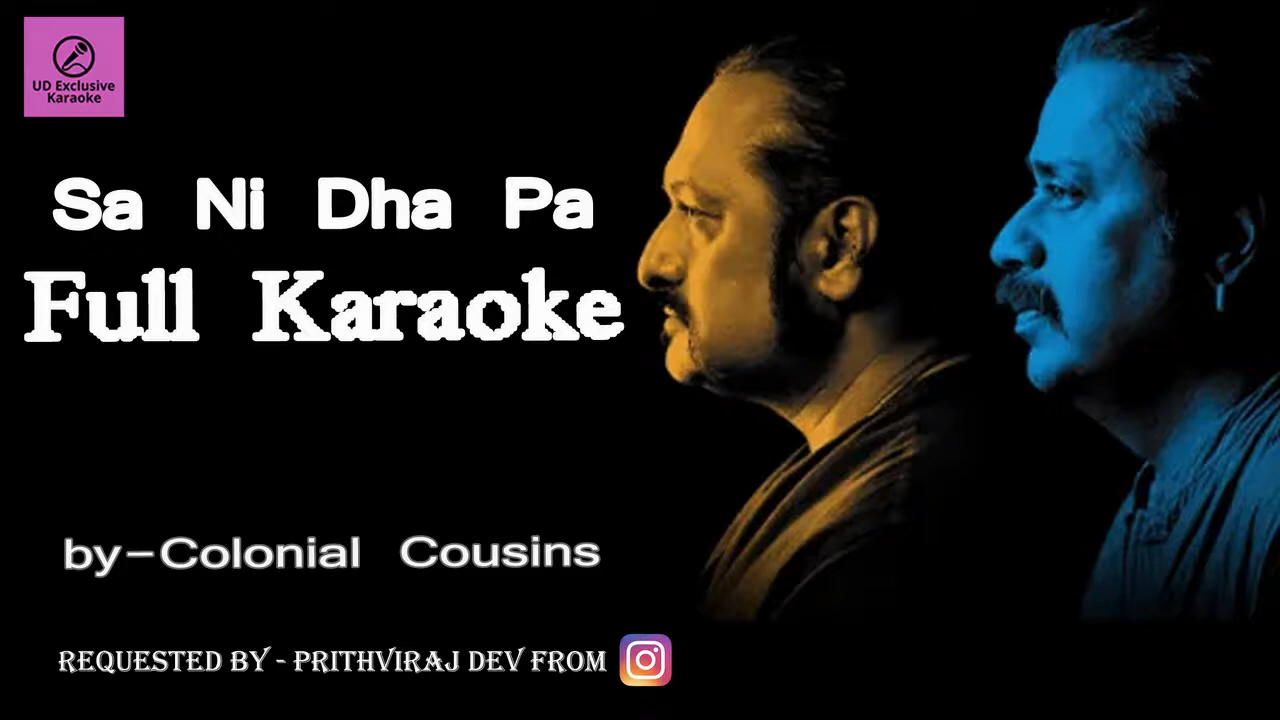 UD Exclusive
Karaoke
Sa Ni Dha Pa
Full Karaoke
by-Colonial Cousins
REQUESTED BY - PRITHVIRAJ DEV FROM